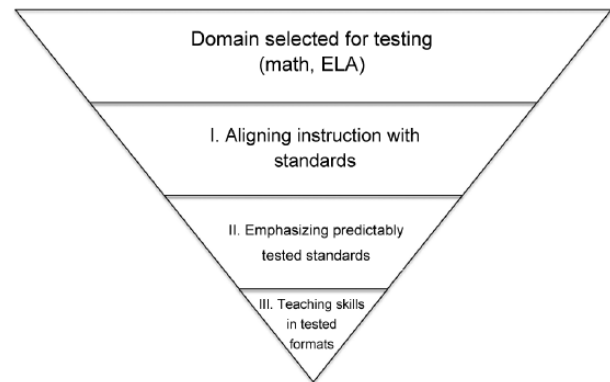 Domain selected for testing
(math, ELA)
I. Aligning instruction with
standards
II. Emphasizing predictably
tested standards
III. Teaching skills
in tested
formats